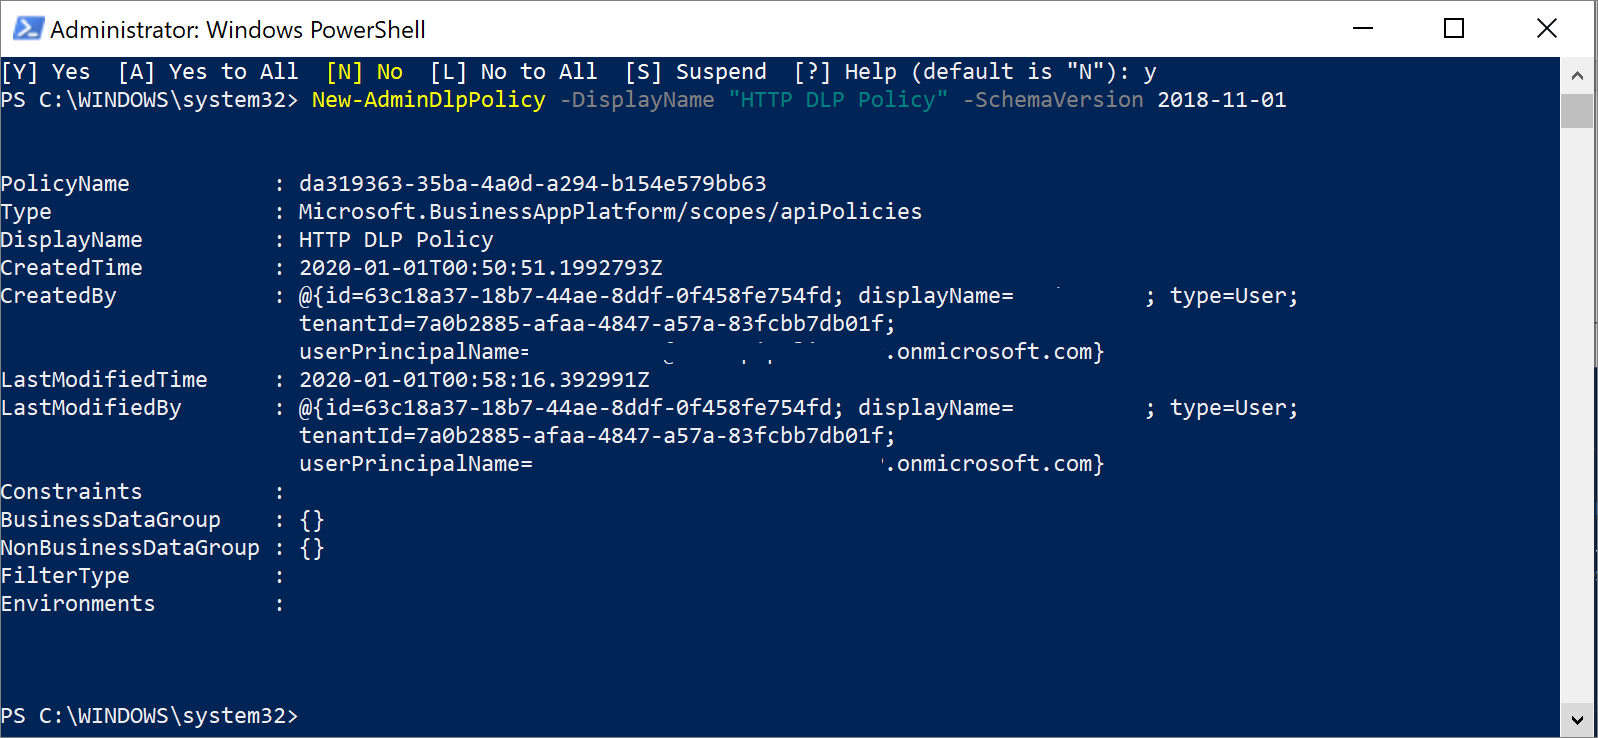 Administrator: Windows PowerShell
[Y] Yes  [A] Yes to All  [N] No  [L] No to All  [S] Suspend  [?] Help (default is "N"): y
PS C:\WINDOWS\system32> New-AdminDlpPolicy -DisplayName "HTTP DLP Policy" -SchemaVersion 2018-11-01
PolicyName           : da319363-35ba-4a0d-a294-b154e579bb63
Type                 : Microsoft.BusinessAppPlatform/scopes/apiPolicies
DisplayName          : HTTP DLP Policy
CreatedTime          : 2020-01-01T00:50:51.1992793Z
CreatedBy            : @{id=63c18a37-18b7-44ae-8ddf-0f458fe754fd; displayName=          ; type=User;
                       tenantId=7a0b2885-afaa-4847-a57a-83fcbb7db01f;
                       userPrincipalName=                           .onmicrosoft.com}
LastModifiedTime     : 2020-01-01T00:58:16.392991Z
LastModifiedBy       : @{id=63c18a37-18b7-44ae-8ddf-0f458fe754fd; displayName=          ; type=User;
                       tenantId=7a0b2885-afaa-4847-a57a-83fcbb7db01f;
                       userPrincipalName=                           .onmicrosoft.com}
Constraints          :
BusinessDataGroup    : {}
NonBusinessDataGroup : {}
FilterType           :
Environments         :
PS C:\WINDOWS\system32>